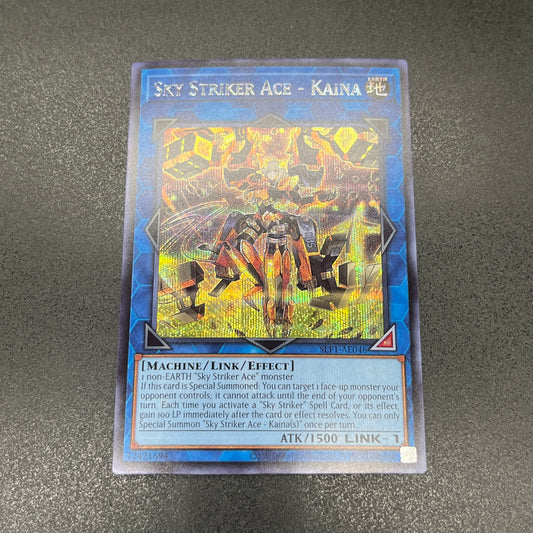 SKY STRIKER ACE - KAINA
EARTH
地
SLF1-AE046
[MACHINE/LINK/EFFECT]
1 non-EARTH "Sky Striker Ace" monster
If this card is Special Summoned: You can target 1 face-up monster your
opponent controls; it cannot attack until the end of your opponent's
turn. Each time you activate a "Sky Striker" Spell Card, or its effect,
gain 100 LP immediately after the card or effect resolves. You can only
Special Summon "Sky Striker Ace - Kaina(s)" once per turn.
ATK/1500 LINK-1
12421694